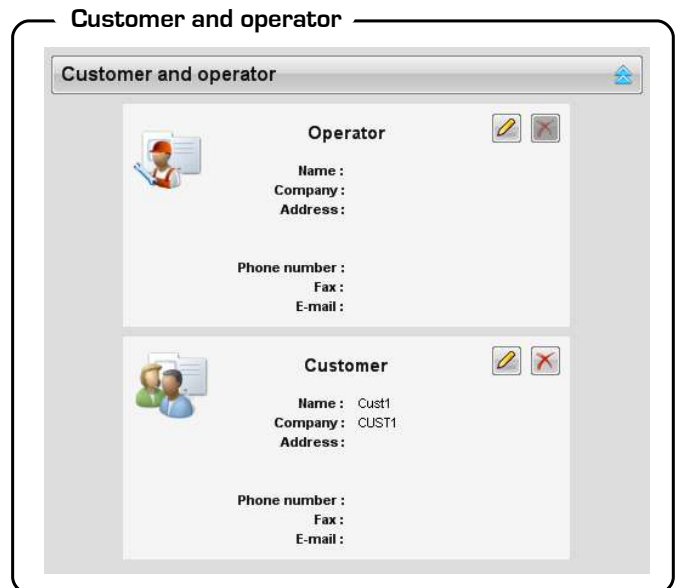 Customer and operator
Customer and operator
Operator
Name :
Company :
Address :
Phone number :
Fax :
E-mail :
Customer
Name : Cust1
Company : CUST1
Address :
Phone number :
Fax :
E-mail :